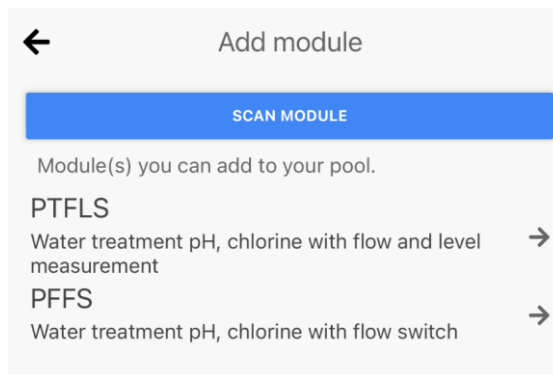 Add module
SCAN MODULE
Module(s) you can add to your pool.
PTFLS
Water treatment pH, chlorine with flow and level
measurement
PFFS
Water treatment pH, chlorine with flow switch